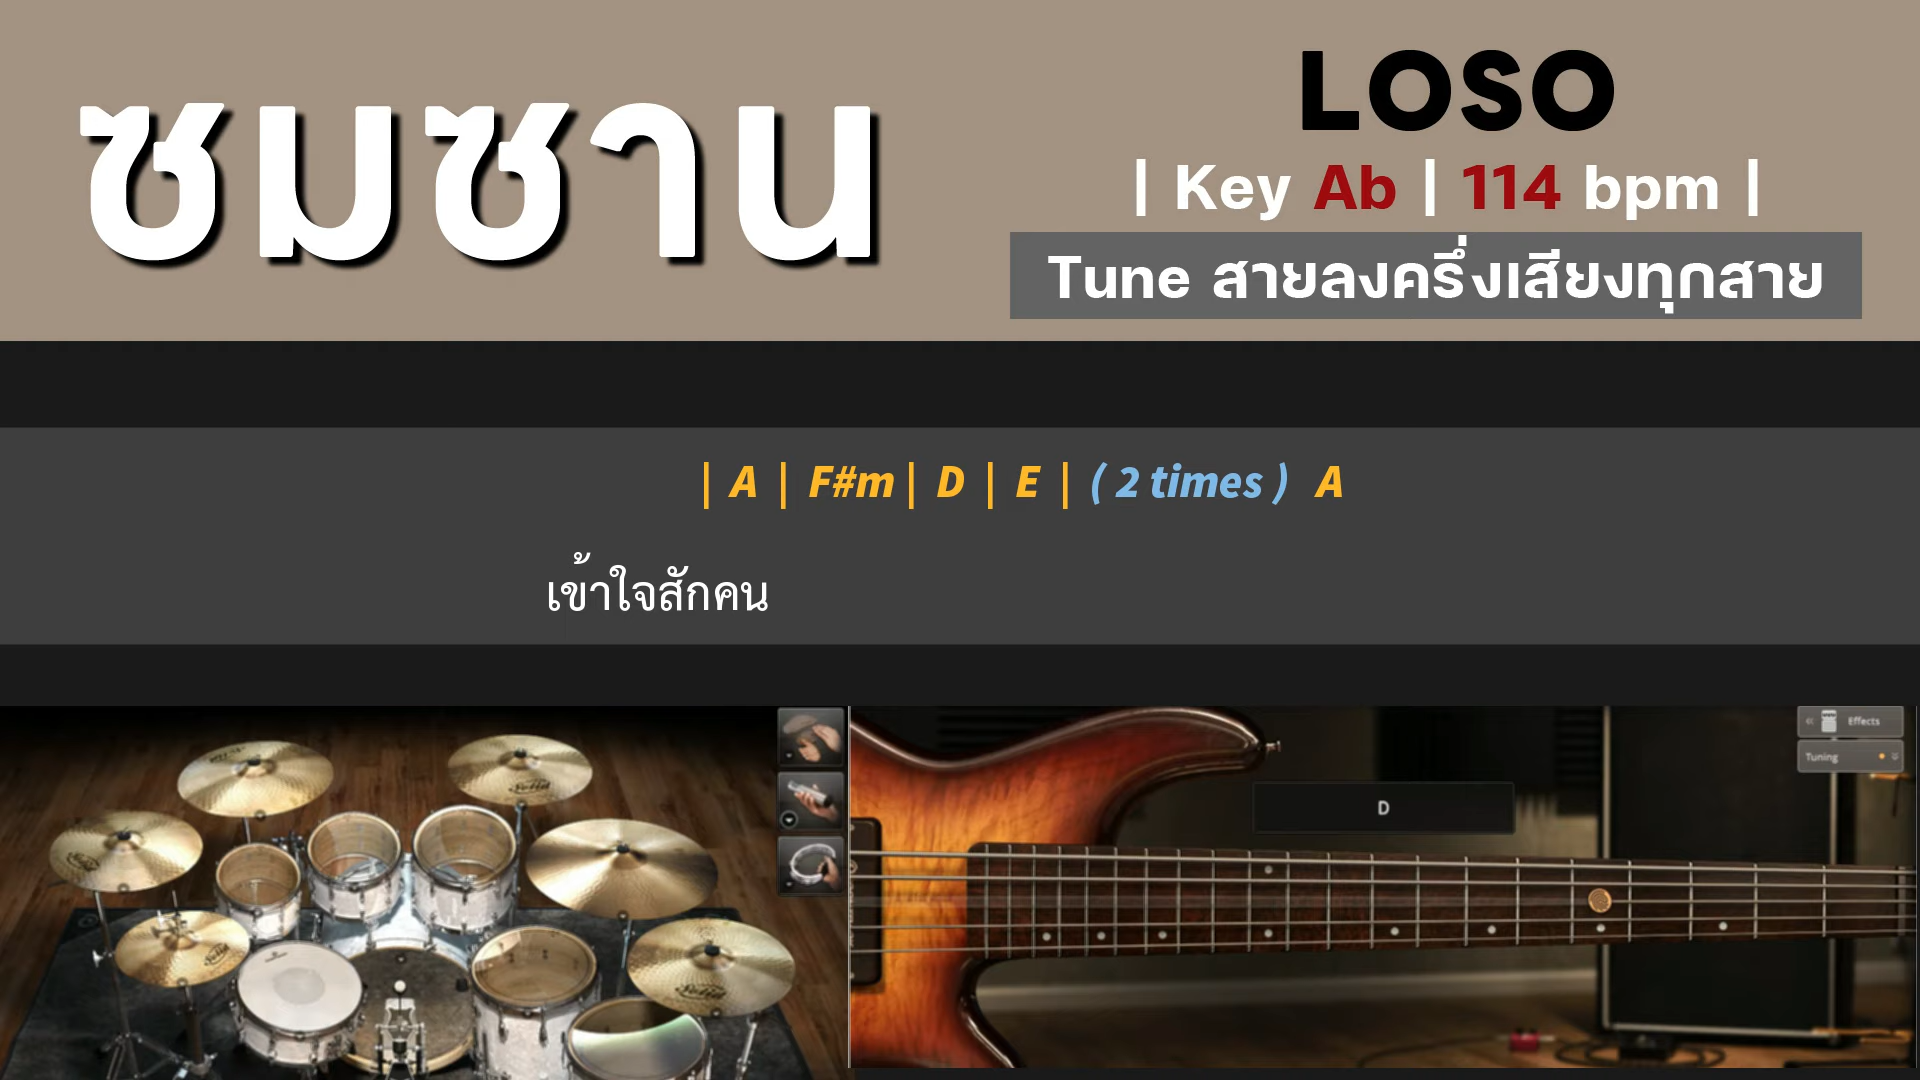 ซมซาน
LOSO
| Key Ab | 114 bpm |
Tune สายลงครึ่งเสียงทุกสาย
| A | F#m | D | E | ( 2 times ) A
เข้าใจสักคน
Effects
Tuning
D